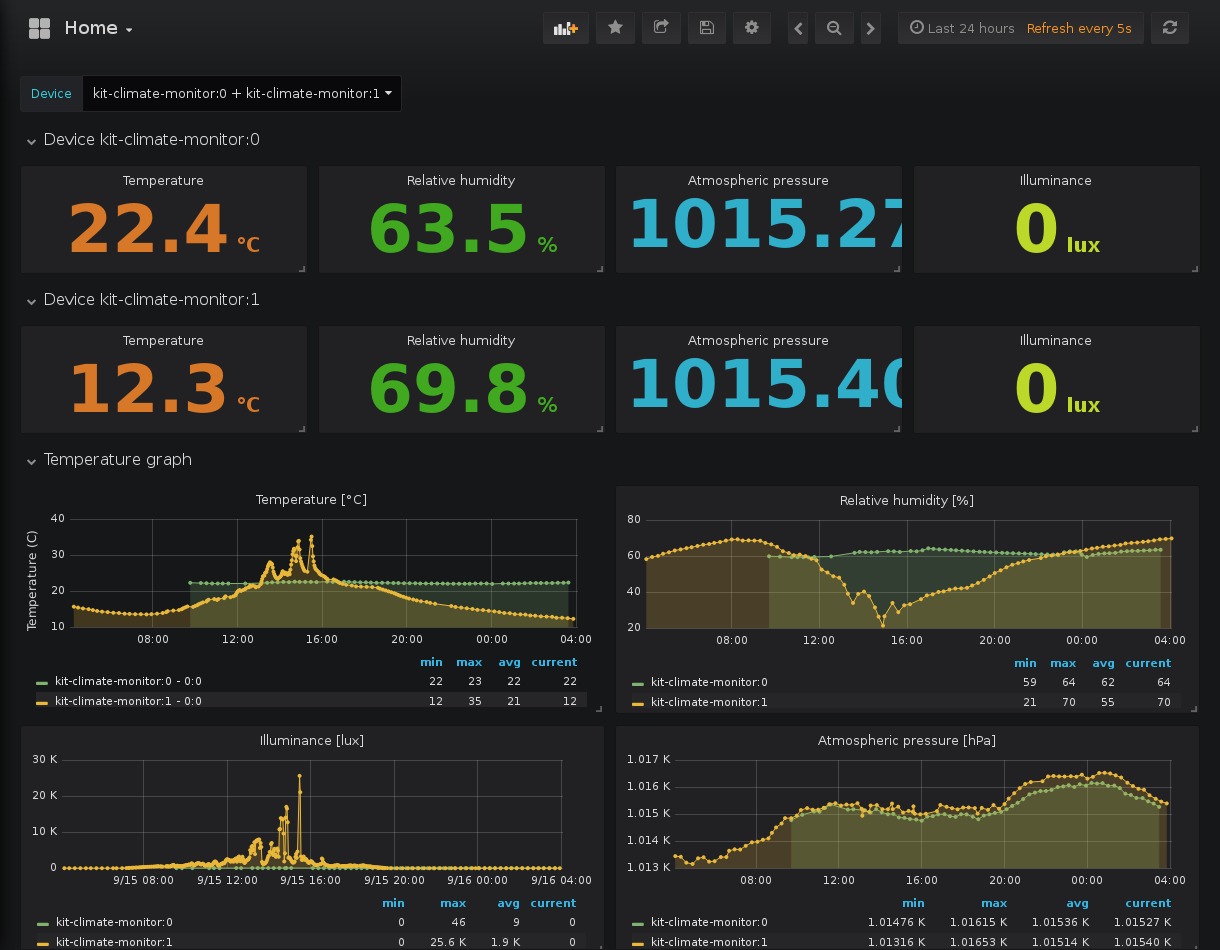 Home
Last 24 hours Refresh every 5s
Device kit-climate-monitor:0 + kit-climate-monitor:1
Device kit-climate-monitor:0
Temperature Relative humidity Atmospheric pressure Illuminance
22.4 °C 63.5 % 1015.27 0 lux
Device kit-climate-monitor:1
Temperature Relative humidity Atmospheric pressure Illuminance
12.3 °C 69.8 % 1015.40 0 lux
Temperature graph
Temperature [°C]
Temperature (C)
40
30
20
10
08:00 12:00 16:00 20:00 00:00 04:00
min max avg current
kit-climate-monitor:0 - 0:0 22 23 22 22
kit-climate-monitor:1 - 0:0 12 35 21 12
Relative humidity [%]
80
60
40
20
08:00 12:00 16:00 20:00 00:00 04:00
min max avg current
kit-climate-monitor:0 59 64 62 64
kit-climate-monitor:1 21 70 55 70
Illuminance [lux]
30 K
20 K
10 K
0
9/15 08:00 9/15 12:00 9/15 16:00 9/15 20:00 9/16 00:00 9/16 04:00
min max avg current
kit-climate-monitor:0 0 46 9 0
kit-climate-monitor:1 0 25.6 K 1.9 K 0
Atmospheric pressure [hPa]
1.017 K
1.016 K
1.015 K
1.014 K
1.013 K
08:00 12:00 16:00 20:00 00:00 04:00
min max avg current
kit-climate-monitor:0 1.01476 K 1.01615 K 1.01536 K 1.01527 K
kit-climate-monitor:1 1.01316 K 1.01653 K 1.01514 K 1.01540 K